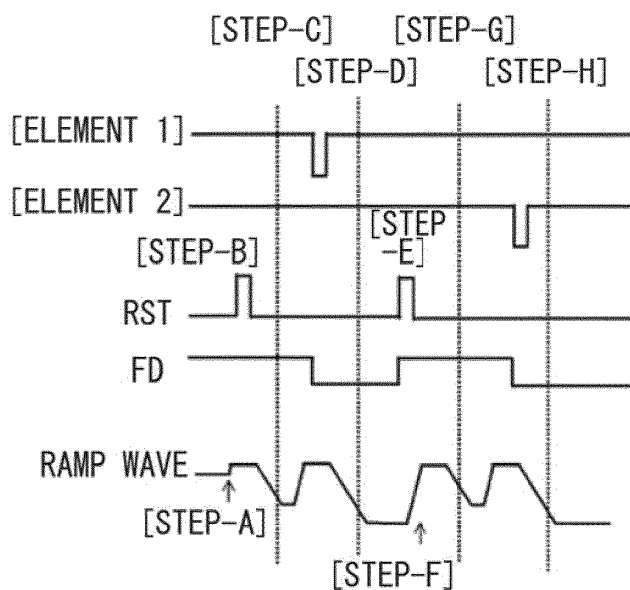 [STEP-C] [STEP-G]
[STEP-D] [STEP-H]
[ELEMENT 1]
[ELEMENT 2]
[STEP
[STEP-B] -E]
RST
FD
RAMP WAVE
[STEP-A]
[STEP-F]